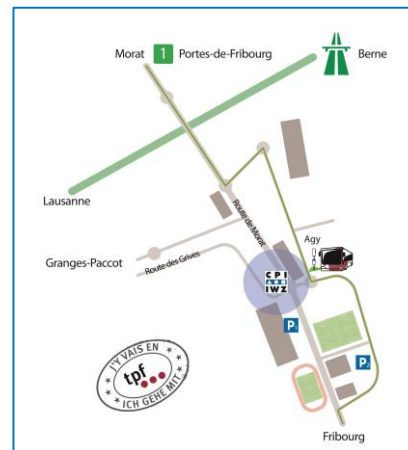 Morat 1 Portes-de-Fribourg
Berne
Lausanne
Route de Morat
Agy
Granges-Paccot
Route des Grives
CPI
IWZ
P
P
J'Y VAIS EN
tpf
ICH GEHE MIT
Fribourg